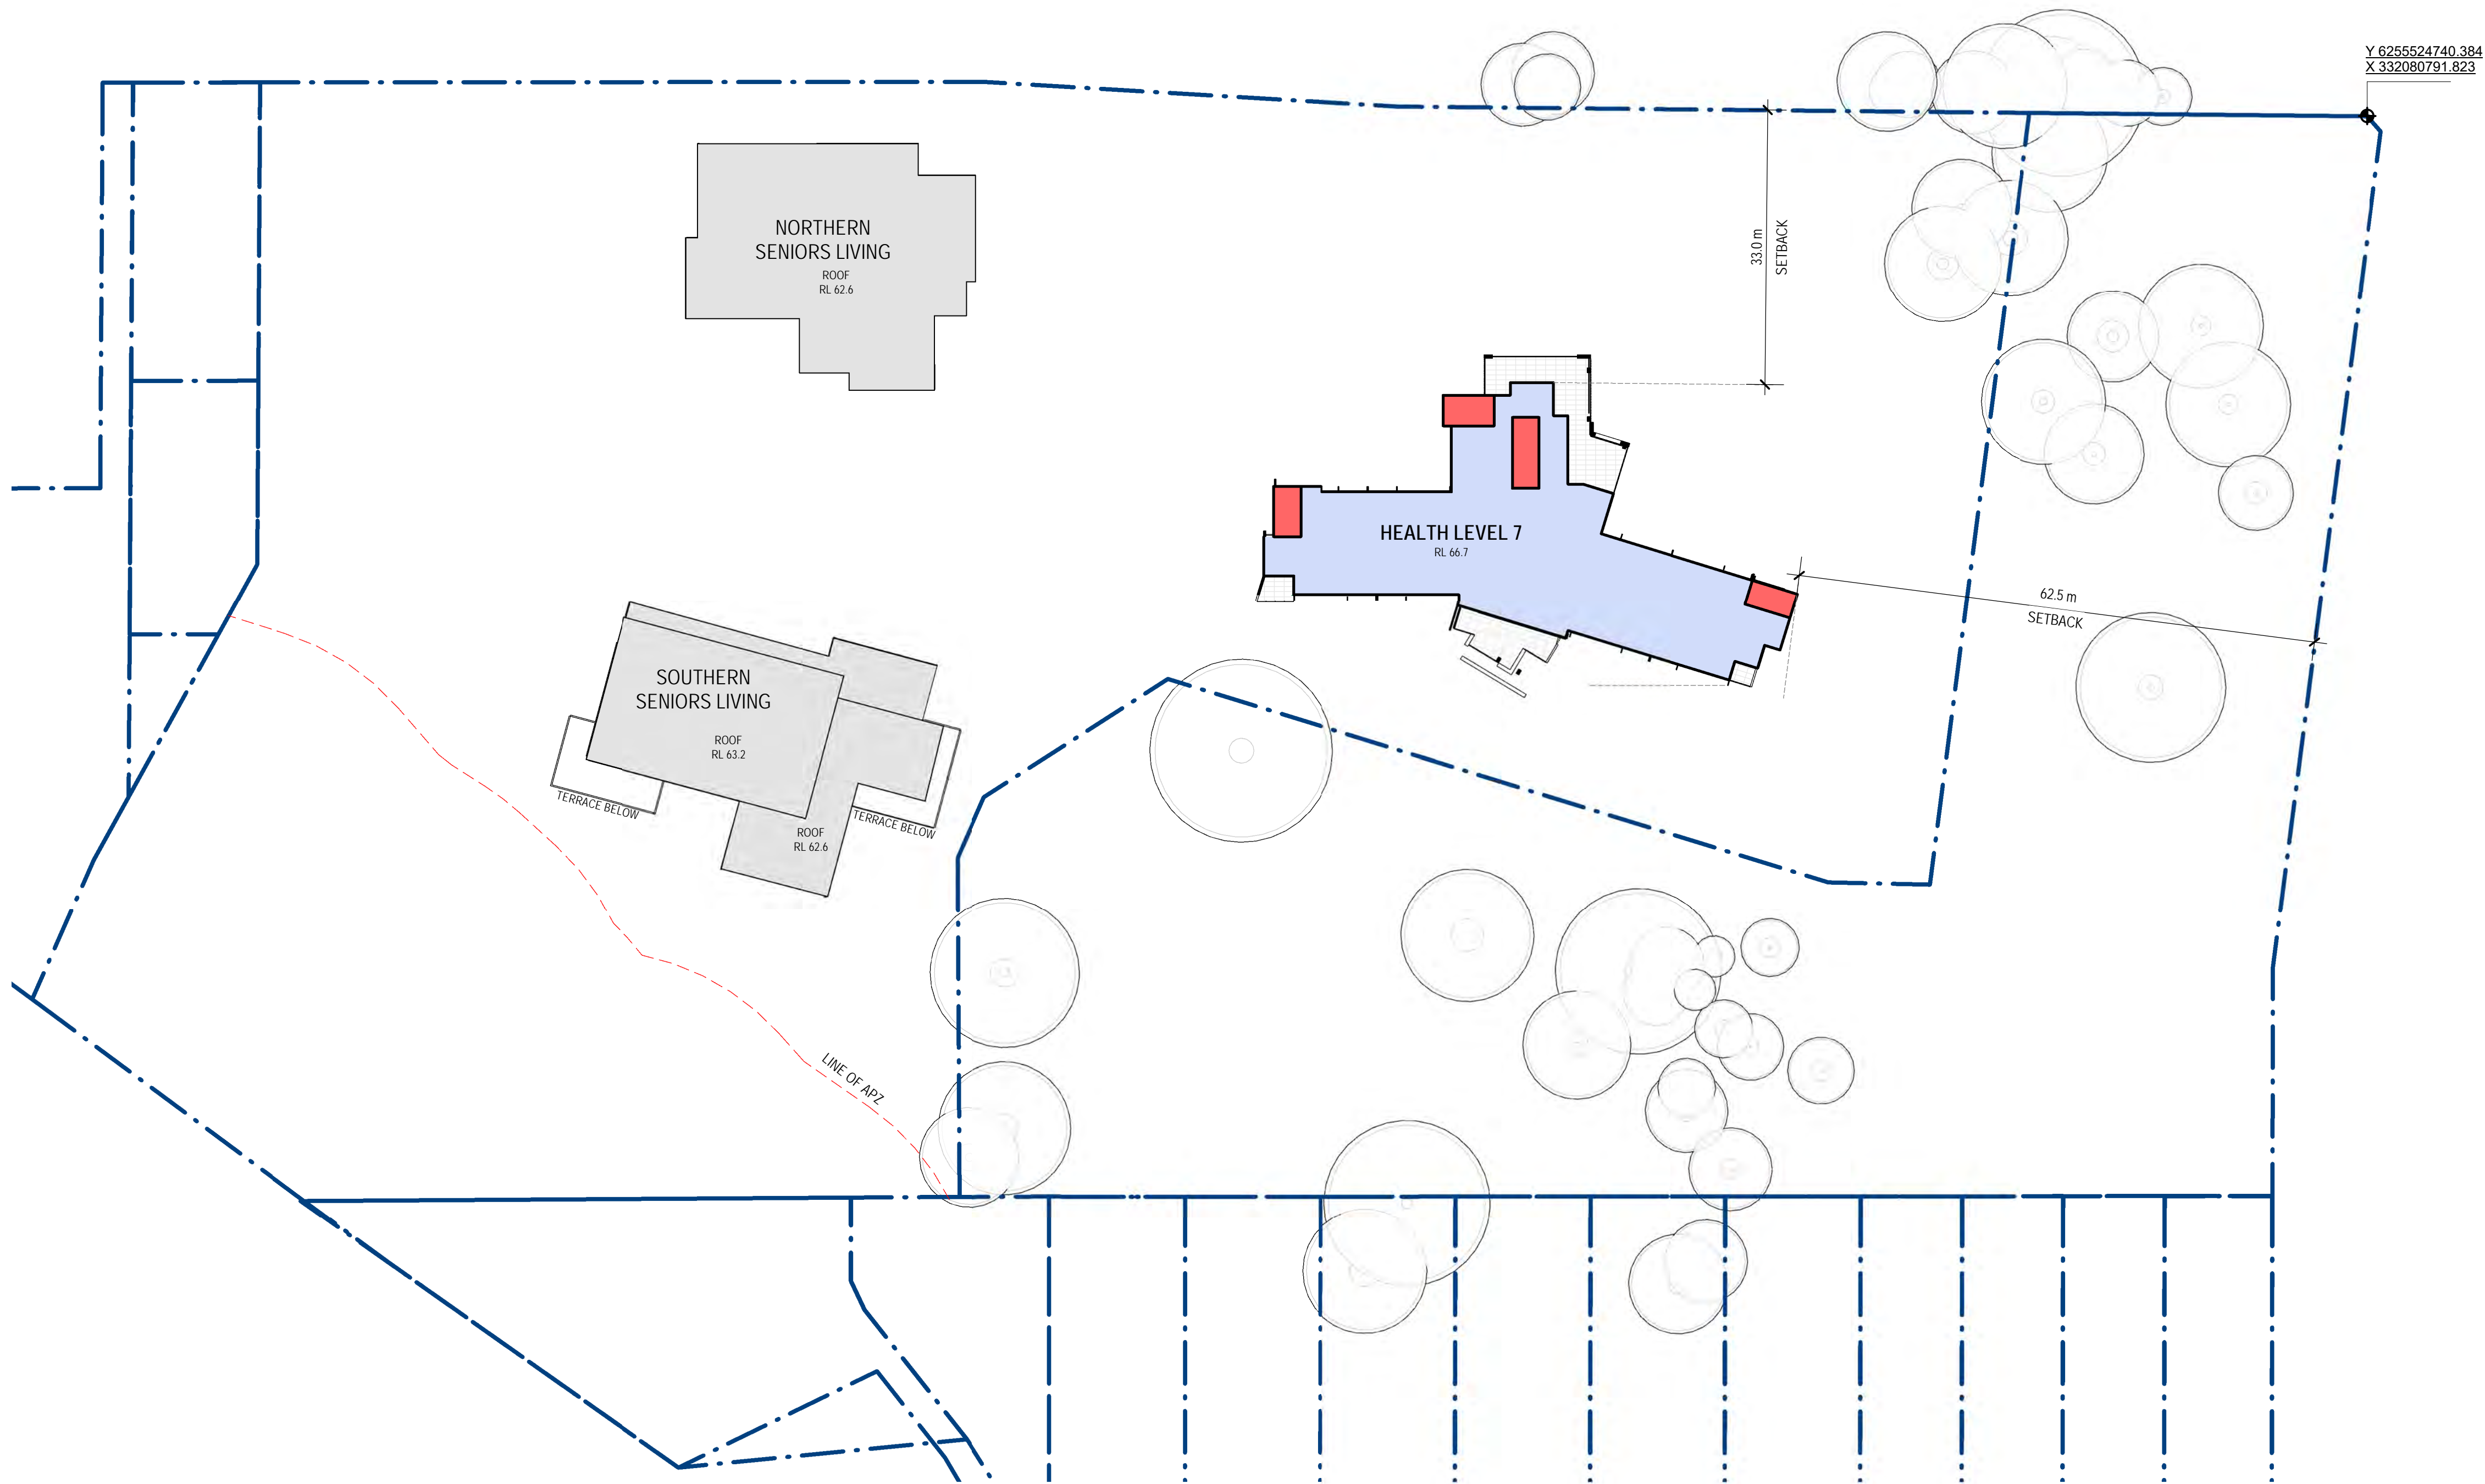 Y 6255524740.384
X 332080791.823
NORTHERN
SENIORS LIVING
ROOF
RL 62.6
33.0 m
SETBACK
HEALTH LEVEL 7
RL 66.7
62.5 m
SETBACK
SOUTHERN
SENIORS LIVING
ROOF
RL 63.2
TERRACE BELOW
TERRACE BELOW
ROOF
RL 62.6
LINE OF APZ